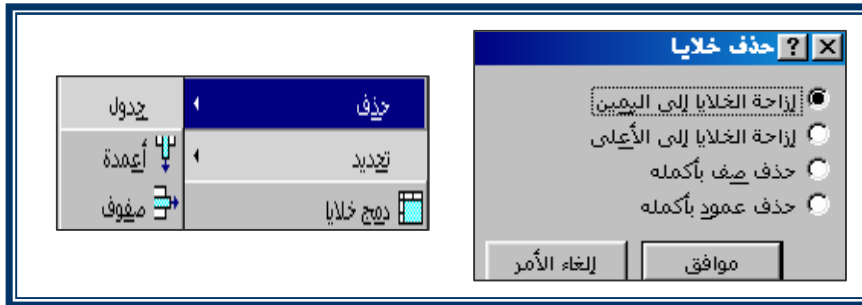 حذف خلايا
إزاحة الخلايا إلى اليمين
إزاحة الخلايا إلى الأعلى
حذف صف بأكمله
حذف عمود بأكمله
موافق
إلغاء الأمر
حذف
تحديد
دمج خلايا
جدول
أعمدة
صفوف